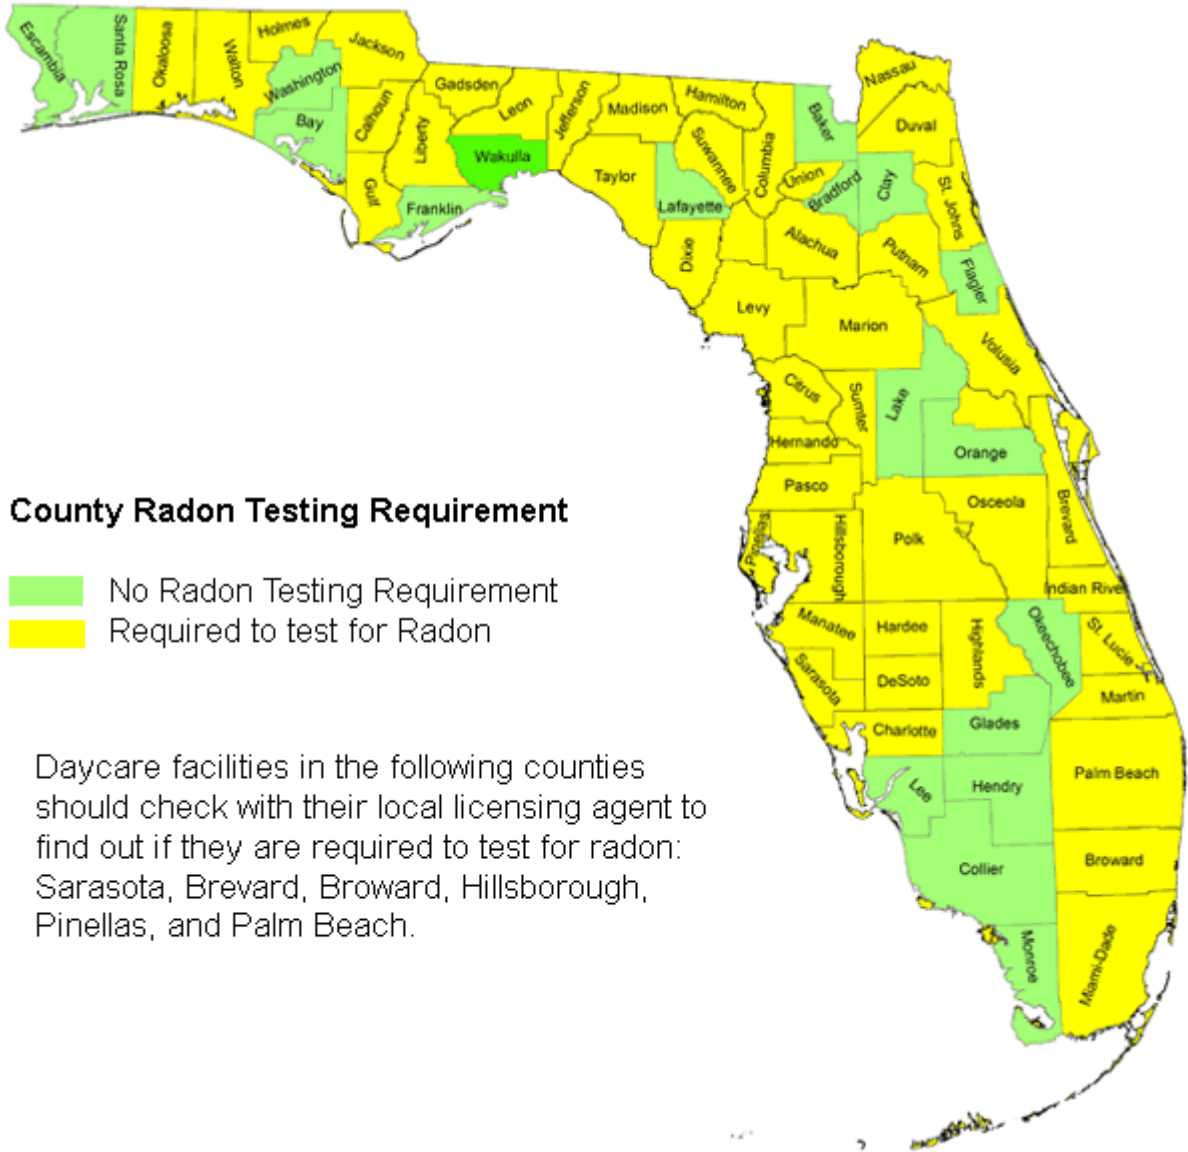 Escambia
Santa Rosa
Okaloosa
Walton
Holmes
Jackson
Washington
Bay
Calhoun
Gulf
Liberty
Gadsden
Leon
Wakulla
Franklin
Jefferson
Madison
Taylor
Hamilton
Suwannee
Lafayette
Dixie
Columbia
Baker
Union
Bradford
Nassau
Duval
Clay
St. Johns
Alachua
Putnam
Flagler
Levy
Marion
Volusia
Citrus
Sumter
Lake
Hernando
Orange
Pasco
Osceola
Brevard
Pinellas
Hillsborough
Polk
Indian River
Manatee
Hardee
Highlands
Okeechobee
St. Lucie
Sarasota
DeSoto
Martin
Charlotte
Glades
Lee
Hendry
Palm Beach
Collier
Broward
Monroe
Miami-Dade
County Radon Testing Requirement
No Radon Testing Requirement
Required to test for Radon
Daycare facilities in the following counties
should check with their local licensing agent to
find out if they are required to test for radon:
Sarasota, Brevard, Broward, Hillsborough,
Pinellas, and Palm Beach.